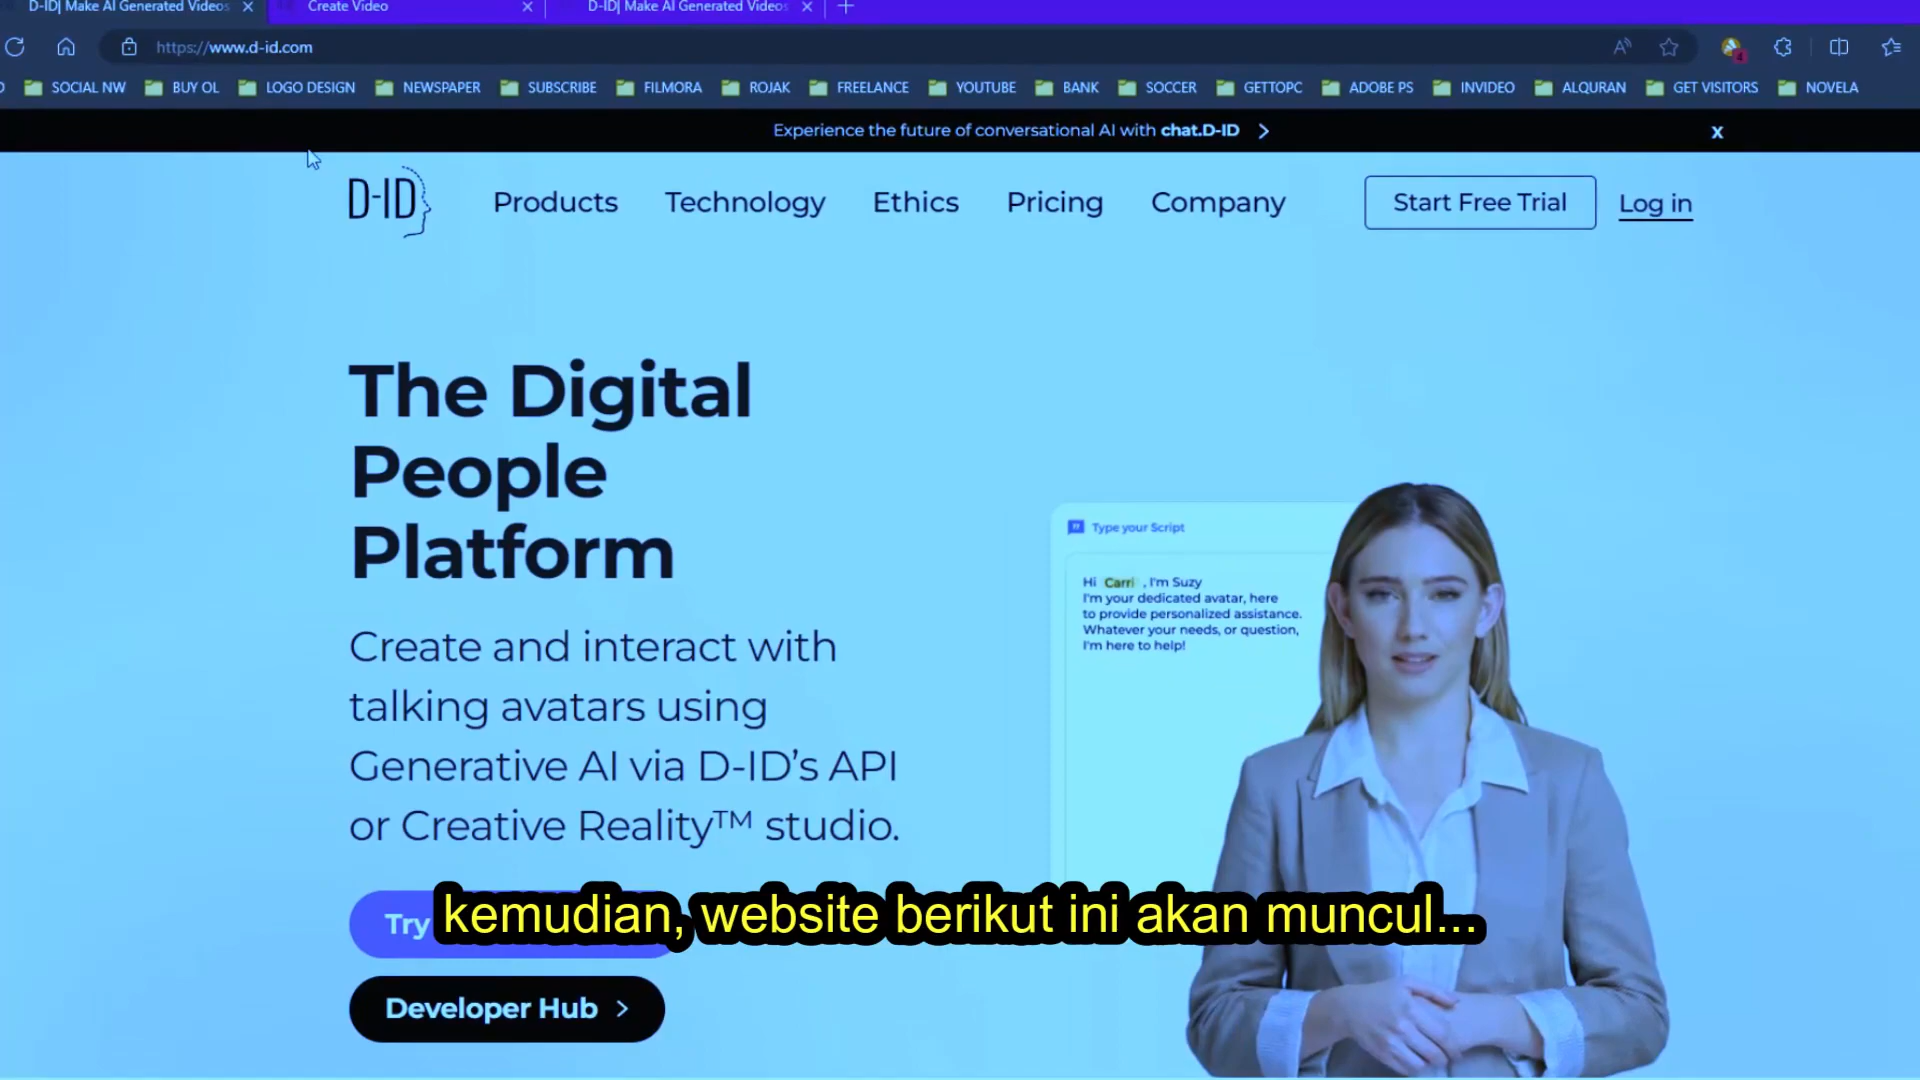 D-ID| Make AI Generated Videos
Create Video
D-ID| Make AI Generated Videos
https://www.d-id.com
SOCIAL NW
BUY OL
LOGO DESIGN
NEWSPAPER
SUBSCRIBE
FILMORA
ROJAK
FREELANCE
YOUTUBE
BANK
SOCCER
GETTOPC
ADOBE PS
INVIDEO
ALQURAN
GET VISITORS
NOVELA
Experience the future of conversational AI with chat.D-ID
x
D-ID
Products
Technology
Ethics
Pricing
Company
Start Free Trial
Log in
The Digital
People
Platform
Create and interact with
talking avatars using
Generative AI via D-ID’s API
or Creative Reality™ studio.
Type your Script
Hi Carri , I'm Suzy
I'm your dedicated avatar, here
to provide personalized assistance.
Whatever your needs, or question,
I'm here to help!
Try
kemudian, website berikut ini akan muncul...
Developer Hub